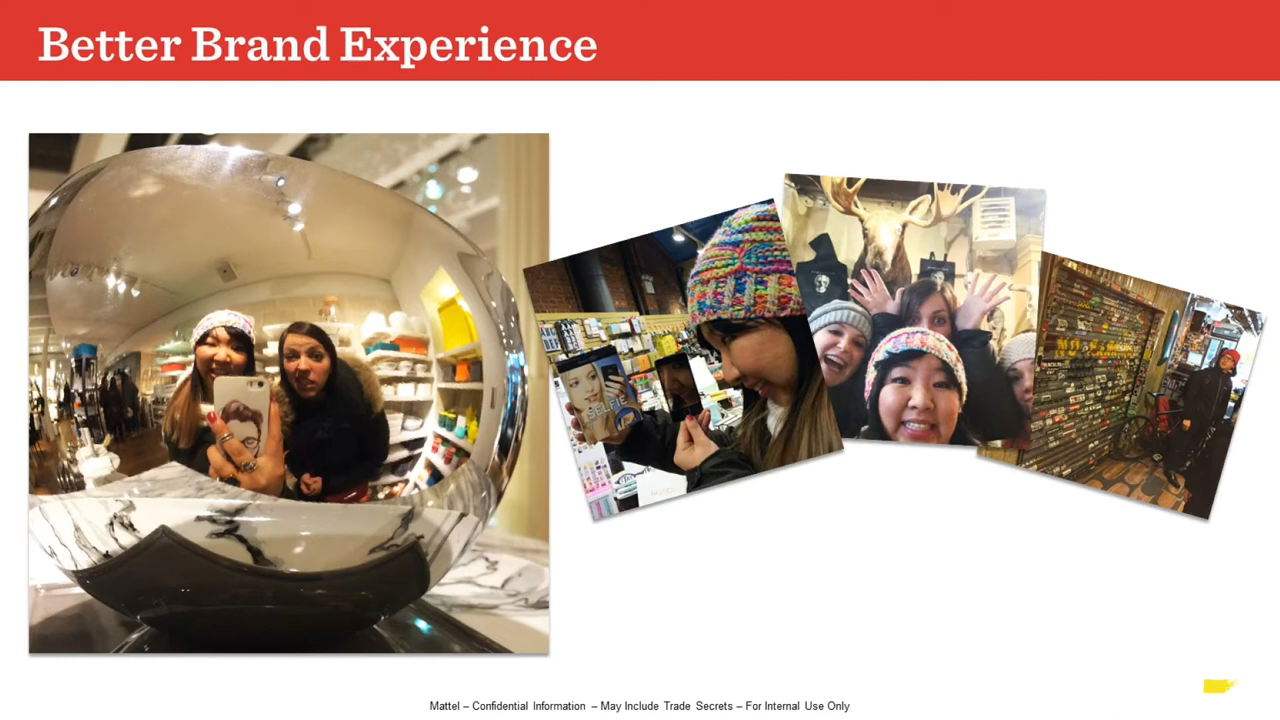 Better Brand Experience
SELFIE
Mattel – Confidential Information – May Include Trade Secrets – For Internal Use Only